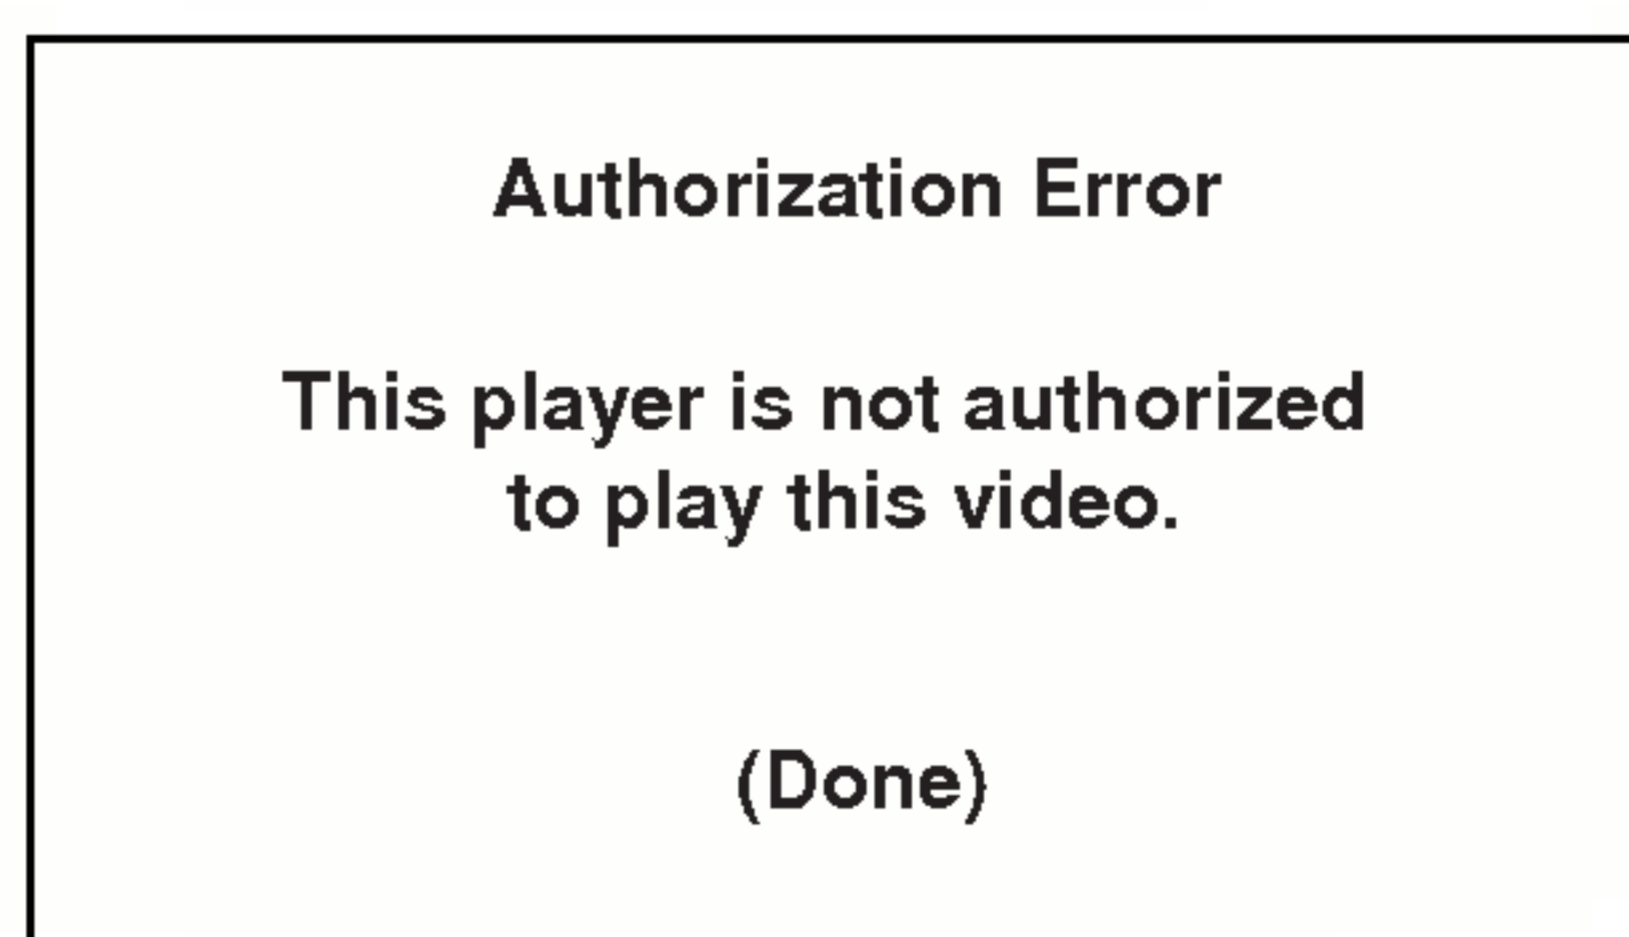 Authorization Error
This player is not authorized
to play this video.
(Done)